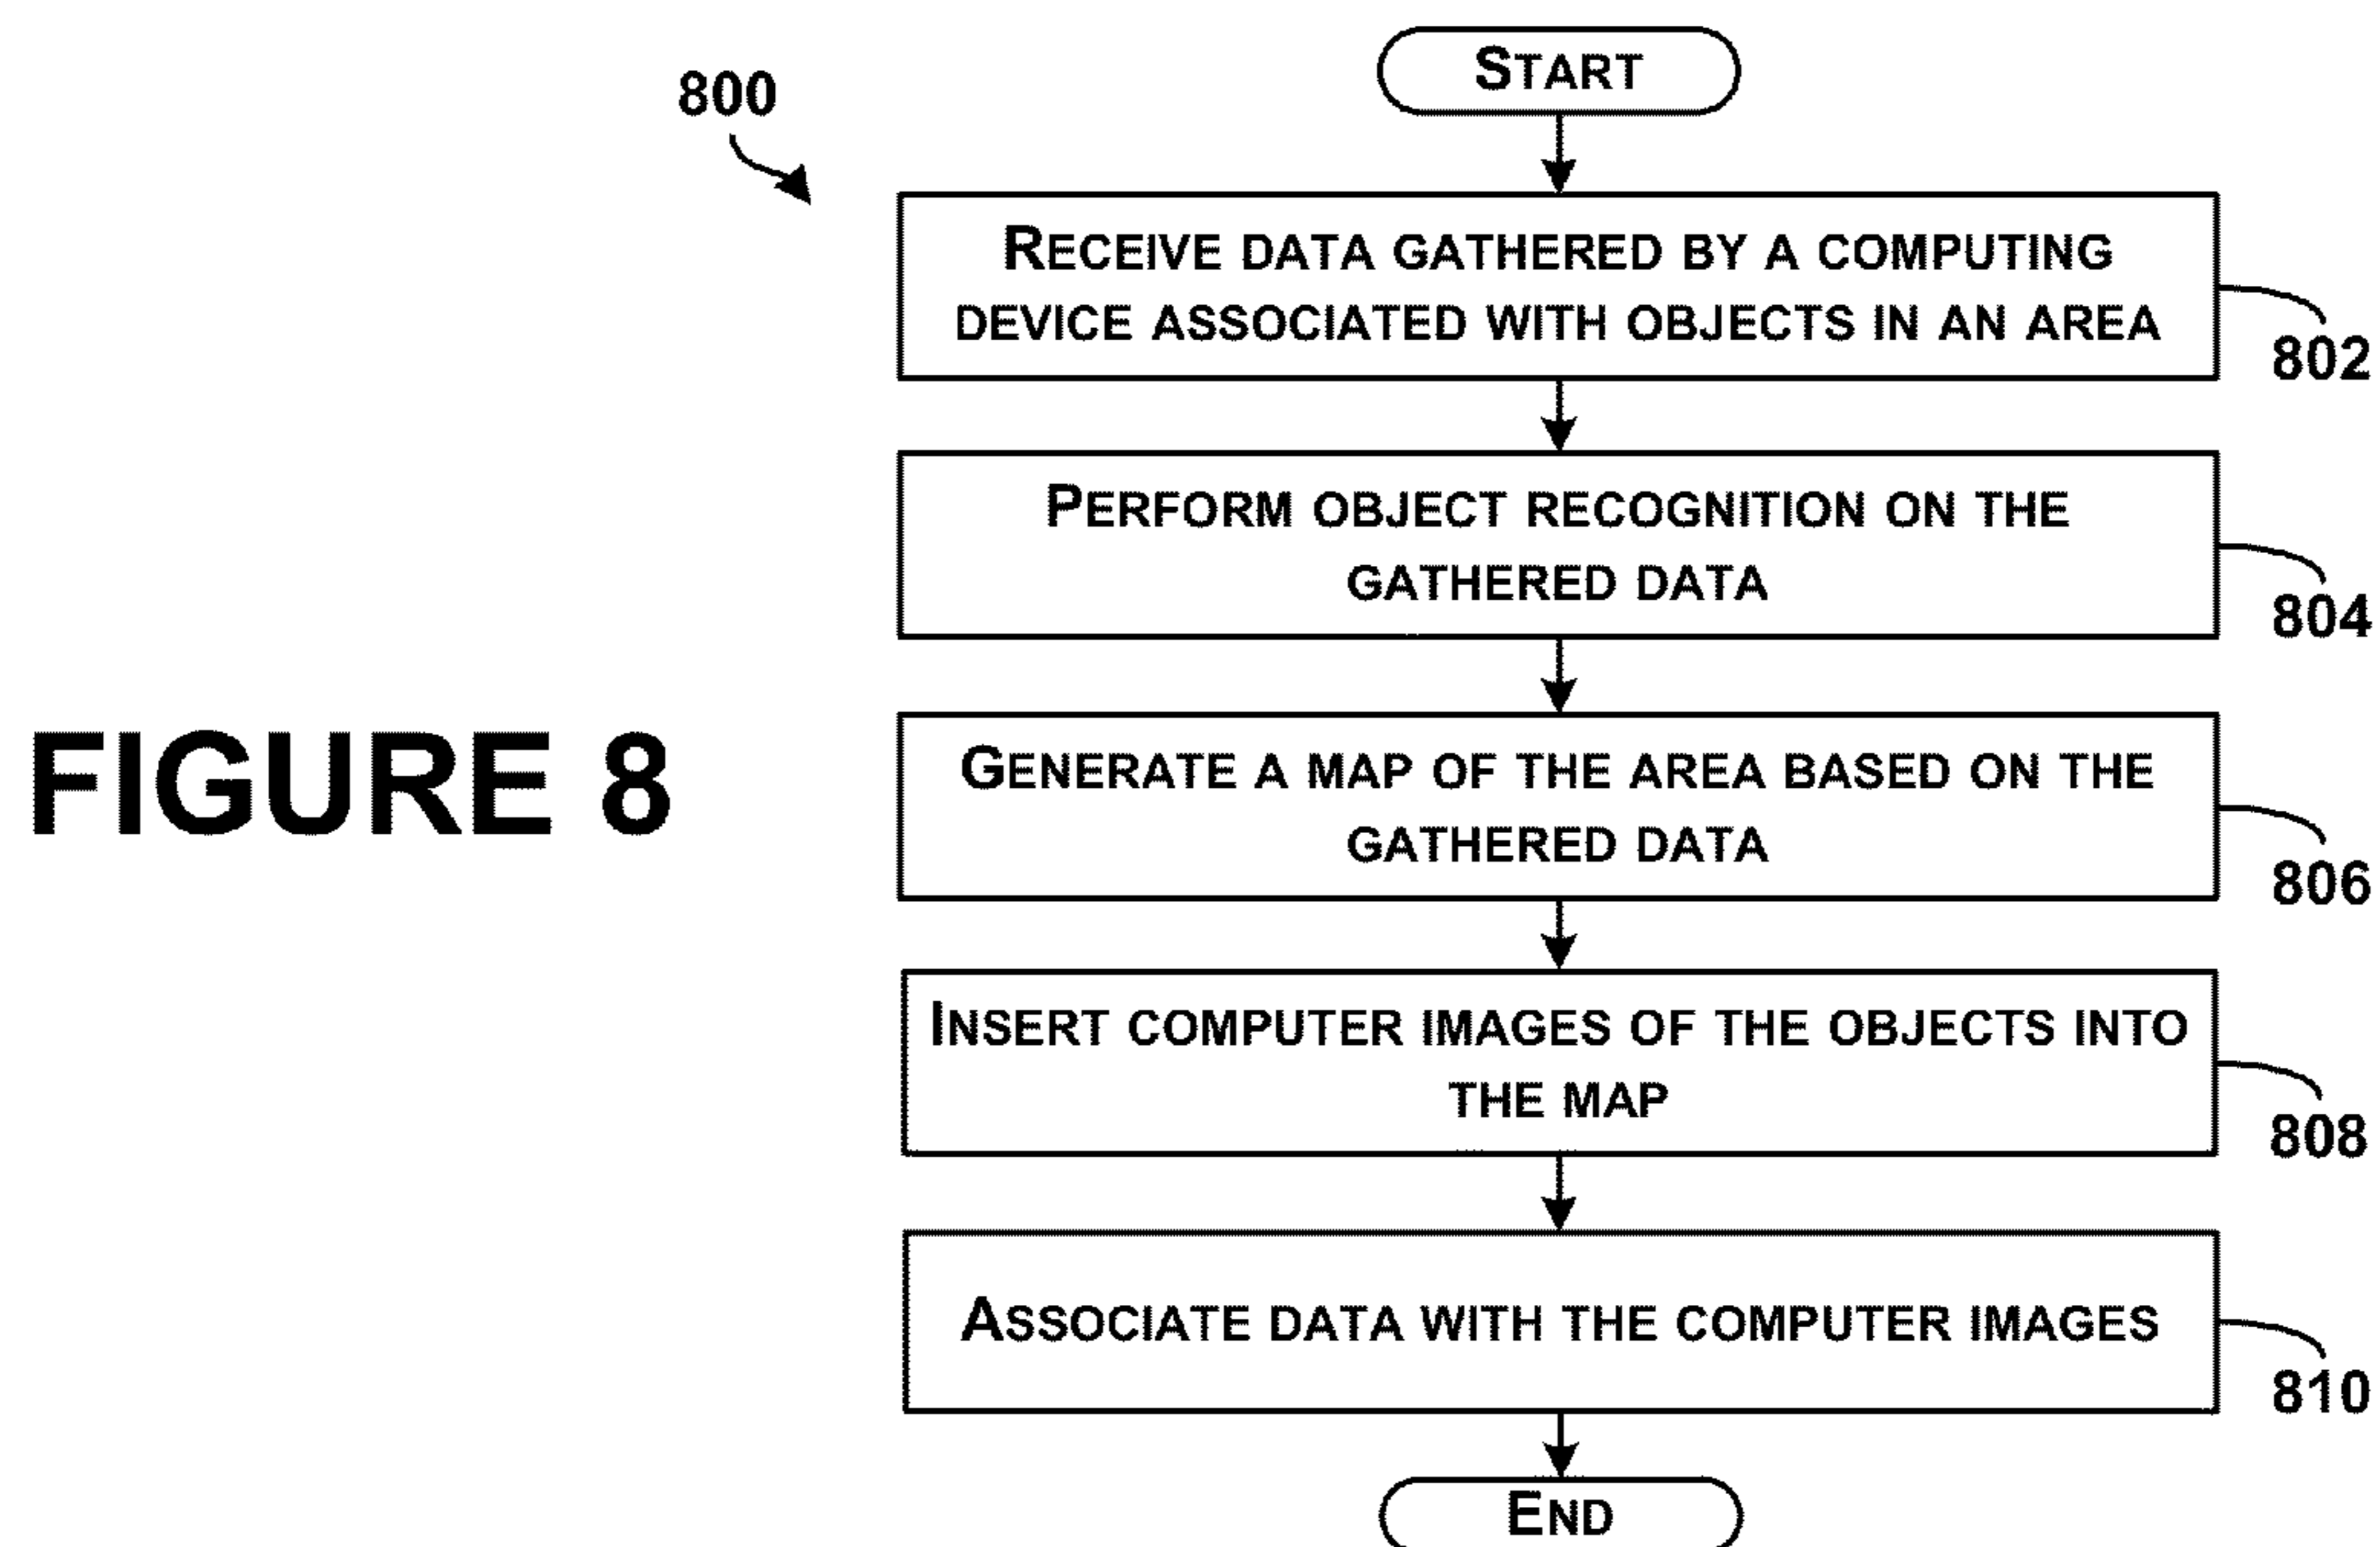 START
800
RECEIVE DATA GATHERED BY A COMPUTING
DEVICE ASSOCIATED WITH OBJECTS IN AN AREA
802
PERFORM OBJECT RECOGNITION ON THE
GATHERED DATA
804
FIGURE 8
GENERATE A MAP OF THE AREA BASED ON THE
GATHERED DATA
806
INSERT COMPUTER IMAGES OF THE OBJECTS INTO
THE MAP
808
ASSOCIATE DATA WITH THE COMPUTER IMAGES
810
END